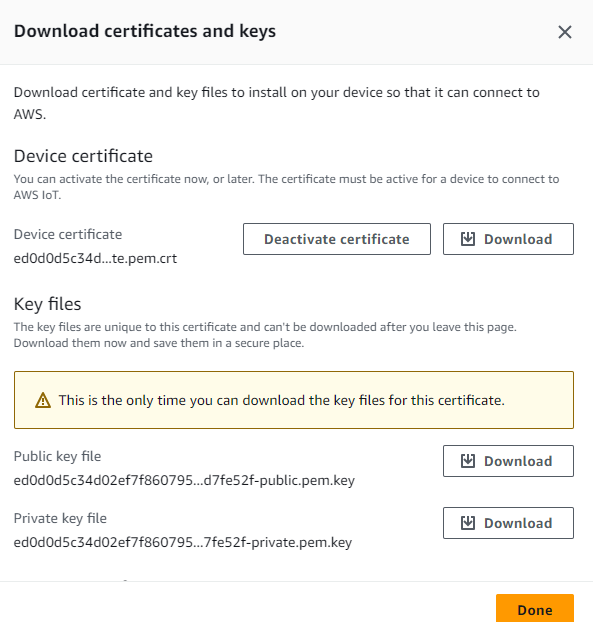 Download certificates and keys
Download certificate and key files to install on your device so that it can connect to
AWS.
Device certificate
You can activate the certificate now, or later. The certificate must be active for a device to connect to
AWS IoT.
Device certificate
ed0d0d5c34d...te.pem.crt
Deactivate certificate
Download
Key files
The key files are unique to this certificate and can't be downloaded after you leave this page.
Download them now and save them in a secure place.
This is the only time you can download the key files for this certificate.
Public key file
ed0d0d5c34d02ef7f860795...d7fe52f-public.pem.key
Download
Private key file
ed0d0d5c34d02ef7f860795...7fe52f-private.pem.key
Download
Done